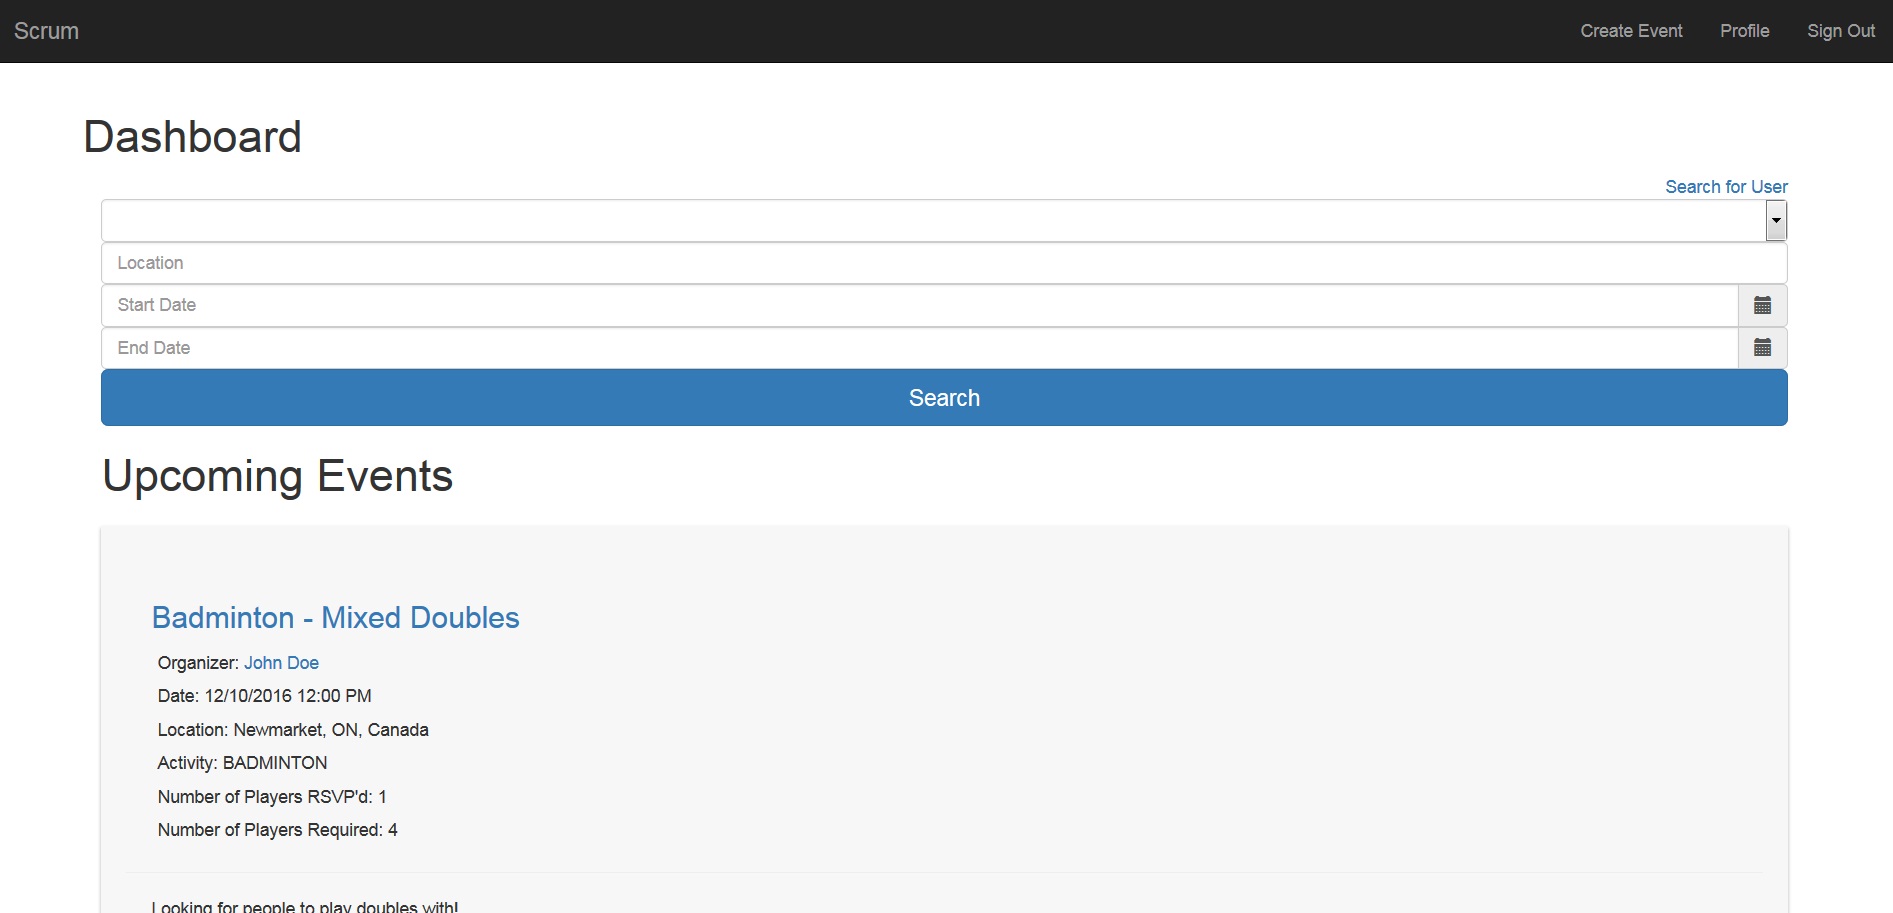 Scrum Create Event Profile Sign Out
Dashboard
Search for User
Location
Start Date
End Date
Search
Upcoming Events
Badminton - Mixed Doubles
Organizer: John Doe
Date: 12/10/2016 12:00 PM
Location: Newmarket, ON, Canada
Activity: BADMINTON
Number of Players RSVP'd: 1
Number of Players Required: 4
Looking for people to play doubles with!